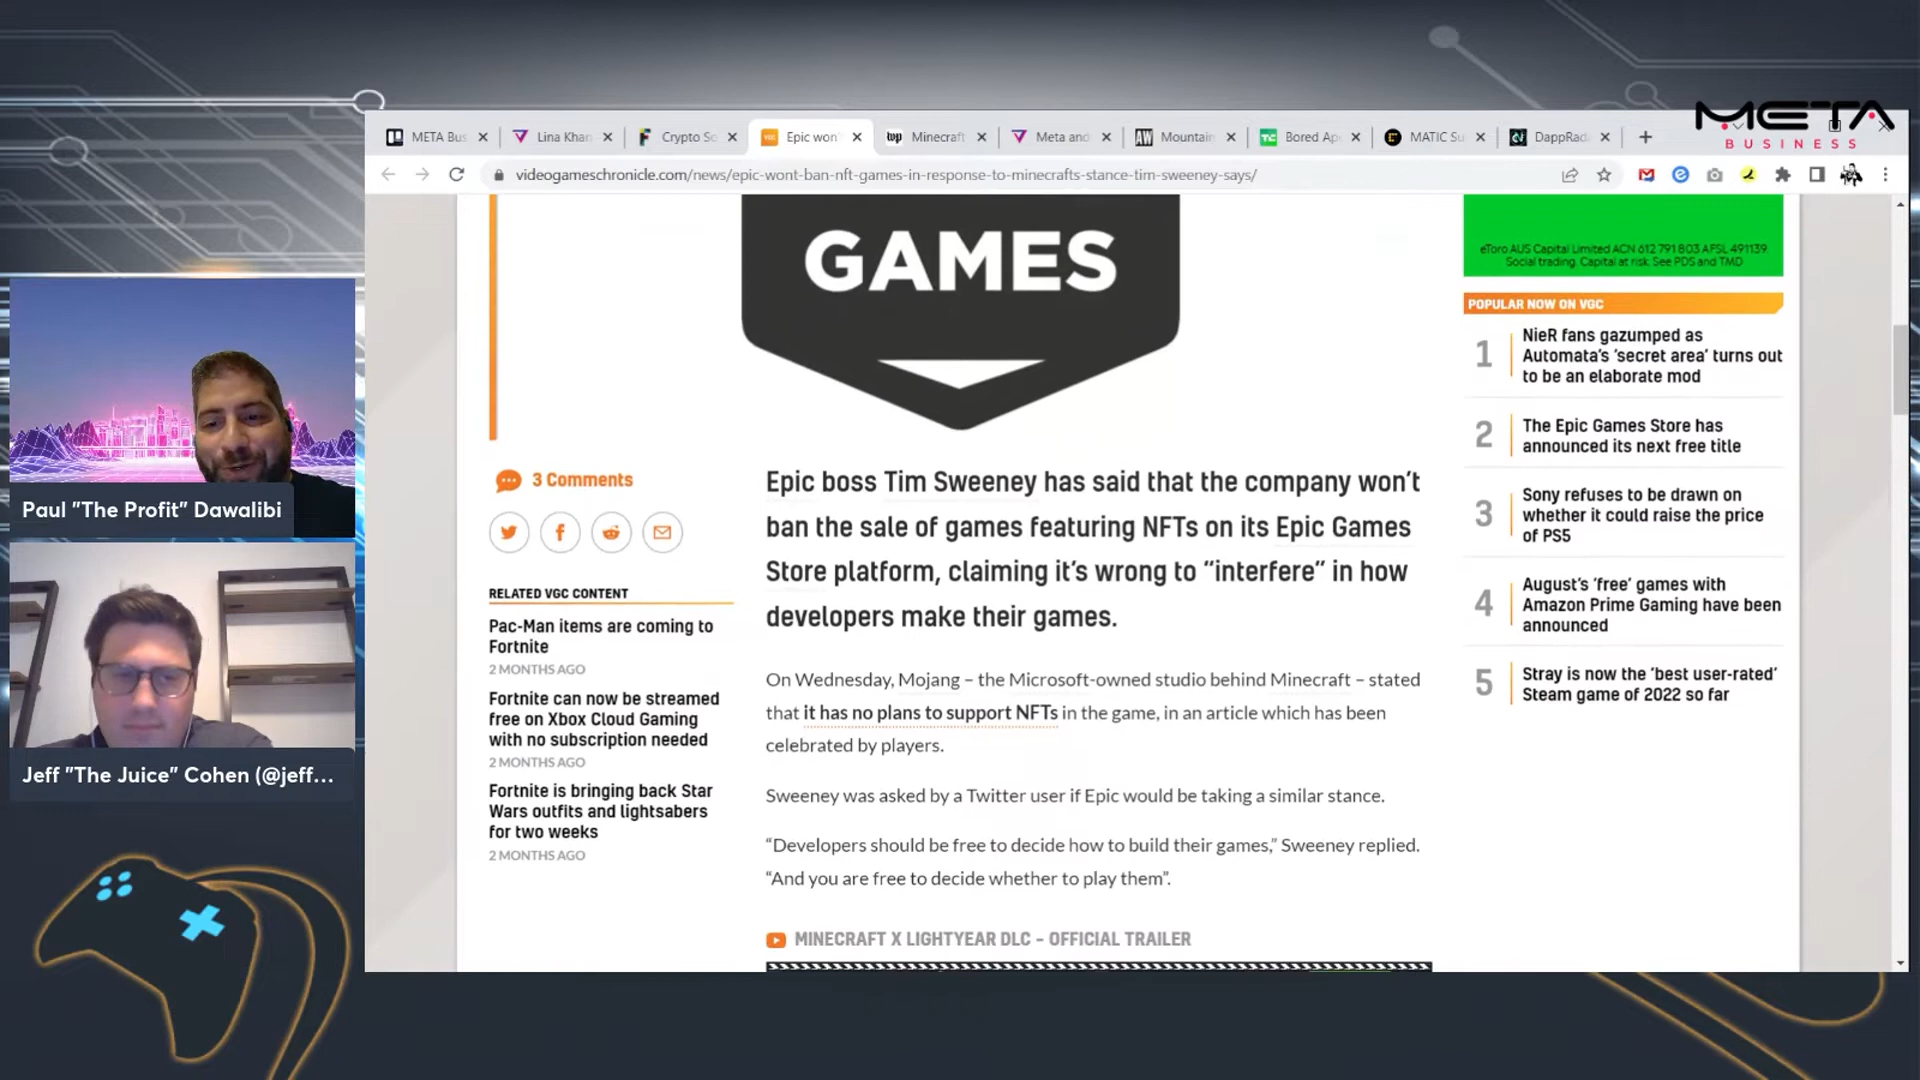 META
BUSINESS
META Bus
Lina Khan
Crypto So
Epic won'
Minecraft
Meta and
Mountain
Bored Ap
MATIC Su
DappRad
videogameschronicle.com/news/epic-wont-ban-nft-games-in-response-to-minecrafts-stance-tim-sweeney-says/
GAMES
eToro AUS Capital Limited ACN 612 791 803 AFSL 491139.
Social trading. Capital at risk. See PDS and TMD
POPULAR NOW ON VGC
1
NieR fans gazumped as
Automata's 'secret area' turns out
to be an elaborate mod
2
The Epic Games Store has
announced its next free title
3
Sony refuses to be drawn on
whether it could raise the price
of PS5
4
August's 'free' games with
Amazon Prime Gaming have been
announced
5
Stray is now the 'best user-rated'
Steam game of 2022 so far
3 Comments
RELATED VGC CONTENT
Pac-Man items are coming to
Fortnite
2 MONTHS AGO
Fortnite can now be streamed
free on Xbox Cloud Gaming
with no subscription needed
2 MONTHS AGO
Fortnite is bringing back Star
Wars outfits and lightsabers
for two weeks
2 MONTHS AGO
Epic boss Tim Sweeney has said that the company won't
ban the sale of games featuring NFTs on its Epic Games
Store platform, claiming it's wrong to "interfere" in how
developers make their games.
On Wednesday, Mojang – the Microsoft-owned studio behind Minecraft – stated
that it has no plans to support NFTs in the game, in an article which has been
celebrated by players.
Sweeney was asked by a Twitter user if Epic would be taking a similar stance.
"Developers should be free to decide how to build their games," Sweeney replied.
"And you are free to decide whether to play them".
MINECRAFT X LIGHTYEAR DLC - OFFICIAL TRAILER
Paul "The Profit" Dawalibi
Jeff "The Juice" Cohen (@jeff...